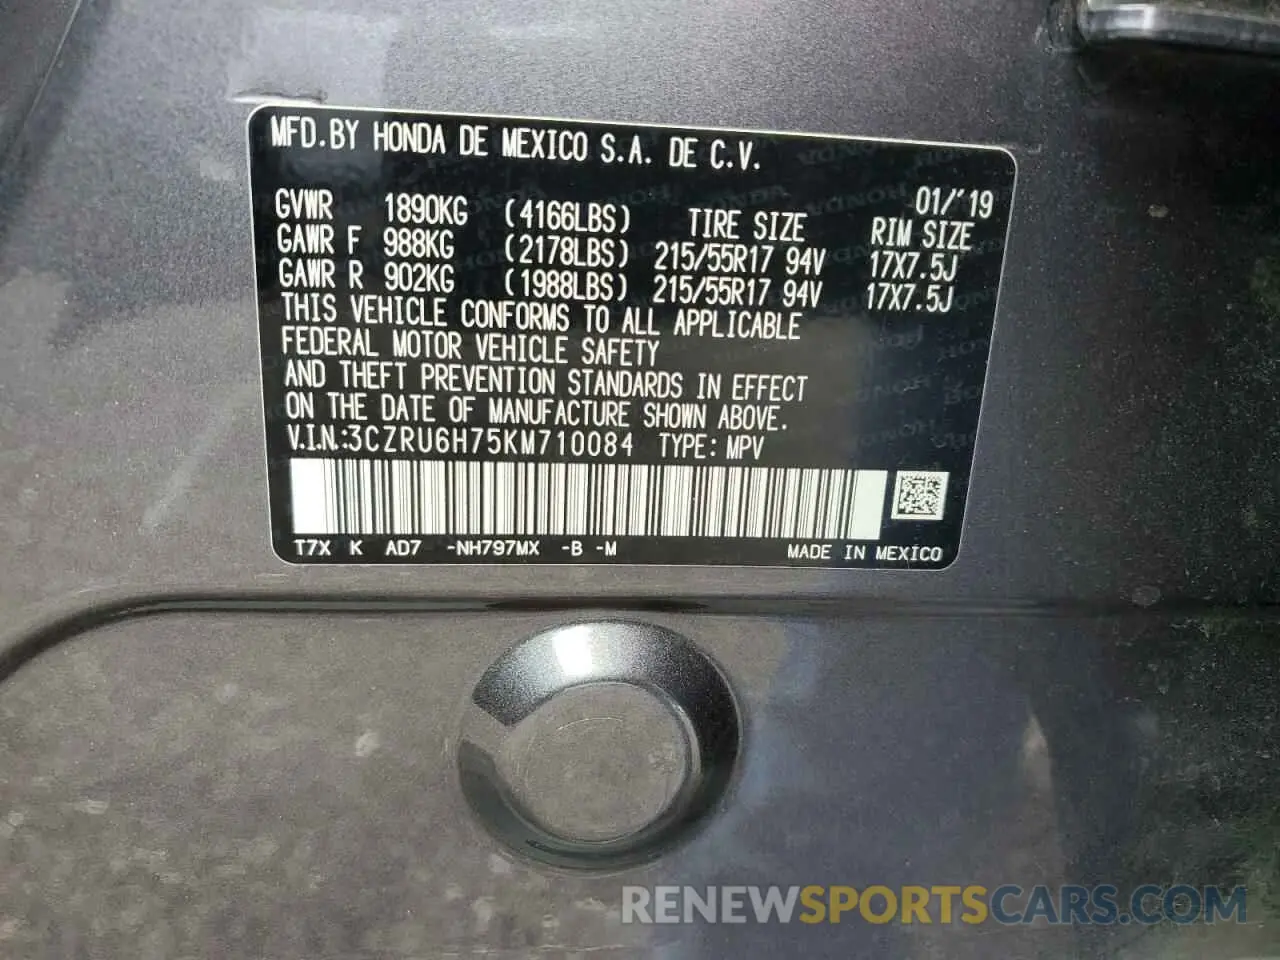 MFD.BY HONDA DE MEXICO S.A. DE C.V.
01/'19
GVWR 1890KG (4166LBS) TIRE SIZE RIM SIZE
GAWR F 988KG (2178LBS) 215/55R17 94V 17X7.5J
GAWR R 902KG (1988LBS) 215/55R17 94V 17X7.5J
THIS VEHICLE CONFORMS TO ALL APPLICABLE
FEDERAL MOTOR VEHICLE SAFETY
AND THEFT PREVENTION STANDARDS IN EFFECT
ON THE DATE OF MANUFACTURE SHOWN ABOVE.
V.I.N.:3CZRU6H75KM710084 TYPE: MPV
T7X K AD7 -NH797MX -B -M MADE IN MEXICO
RENEWSPORTSCARS.COM